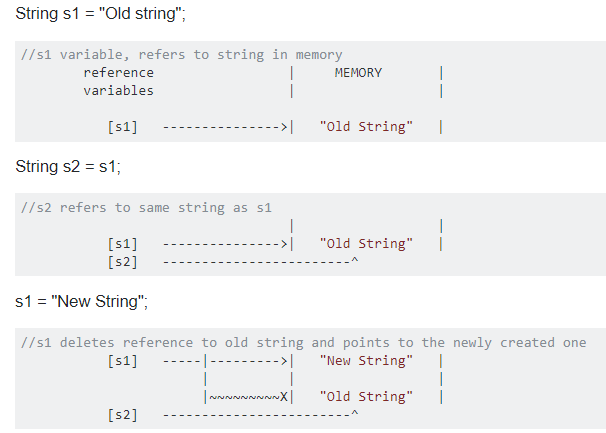 String s1 = "Old string";
//s1 variable, refers to string in memory
        reference                  |     MEMORY       |
        variables                  |                  |
           [s1]   --------------->|   "Old String"   |
String s2 = s1;
//s2 refers to same string as s1
                                   |                  |
           [s1]   --------------->|   "Old String"   |
           [s2]   ------------------------^
s1 = "New String";
//s1 deletes reference to old string and points to the newly created one
           [s1]   -----|--------->|   "New String"   |
                       |          |                  |
                       |~~~~~~~~~X|   "Old String"   |
           [s2]   ------------------------^